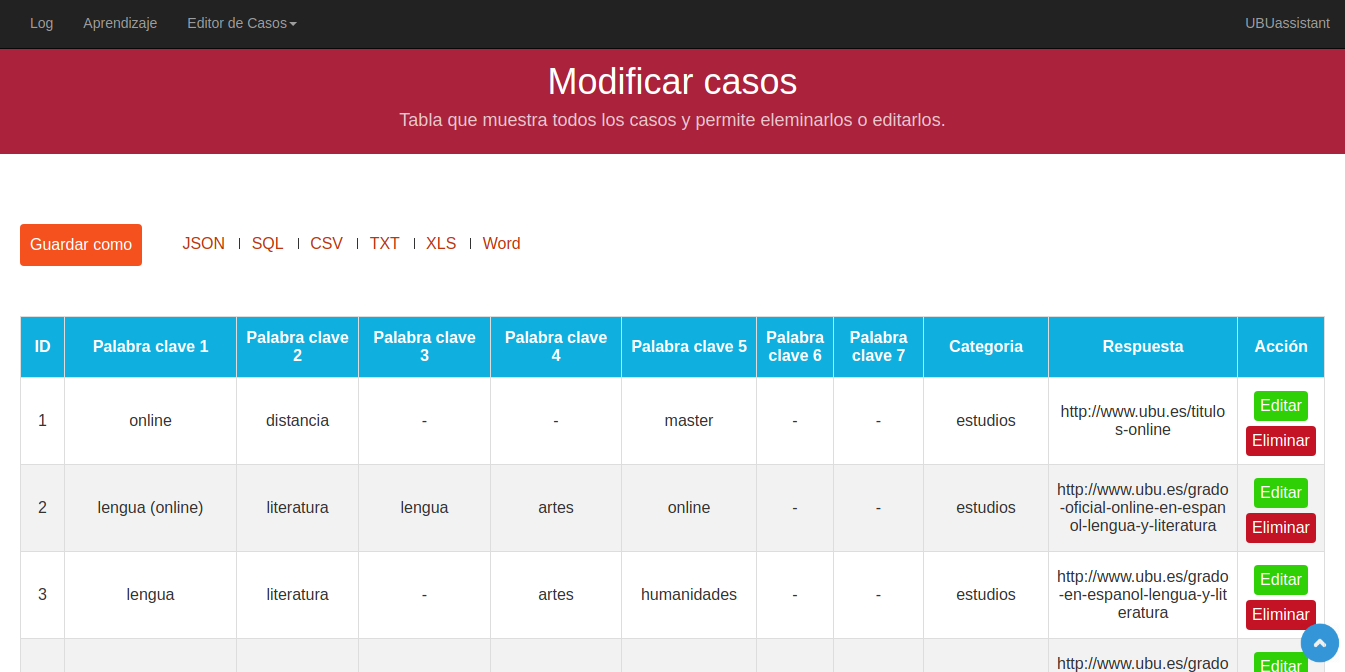 Log Aprendizaje Editor de Casos UBUassistant
Modificar casos
Tabla que muestra todos los casos y permite eleminarlos o editarlos.
Guardar como JSON | SQL | CSV | TXT | XLS | Word
ID Palabra clave 1 Palabra clave 2 Palabra clave 3 Palabra clave 4 Palabra clave 5 Palabra clave 6 Palabra clave 7 Categoria Respuesta Acción
1 online distancia - - master - - estudios http://www.ubu.es/titulo
s-online
Editar
Eliminar
2 lengua (online) literatura lengua artes online - - estudios http://www.ubu.es/grado
-oficial-online-en-espan
ol-lengua-y-literatura
Editar
Eliminar
3 lengua literatura - artes humanidades - - estudios http://www.ubu.es/grado
-en-espanol-lengua-y-lit
eratura
Editar
Eliminar
http://www.ubu.es/grado
Editar